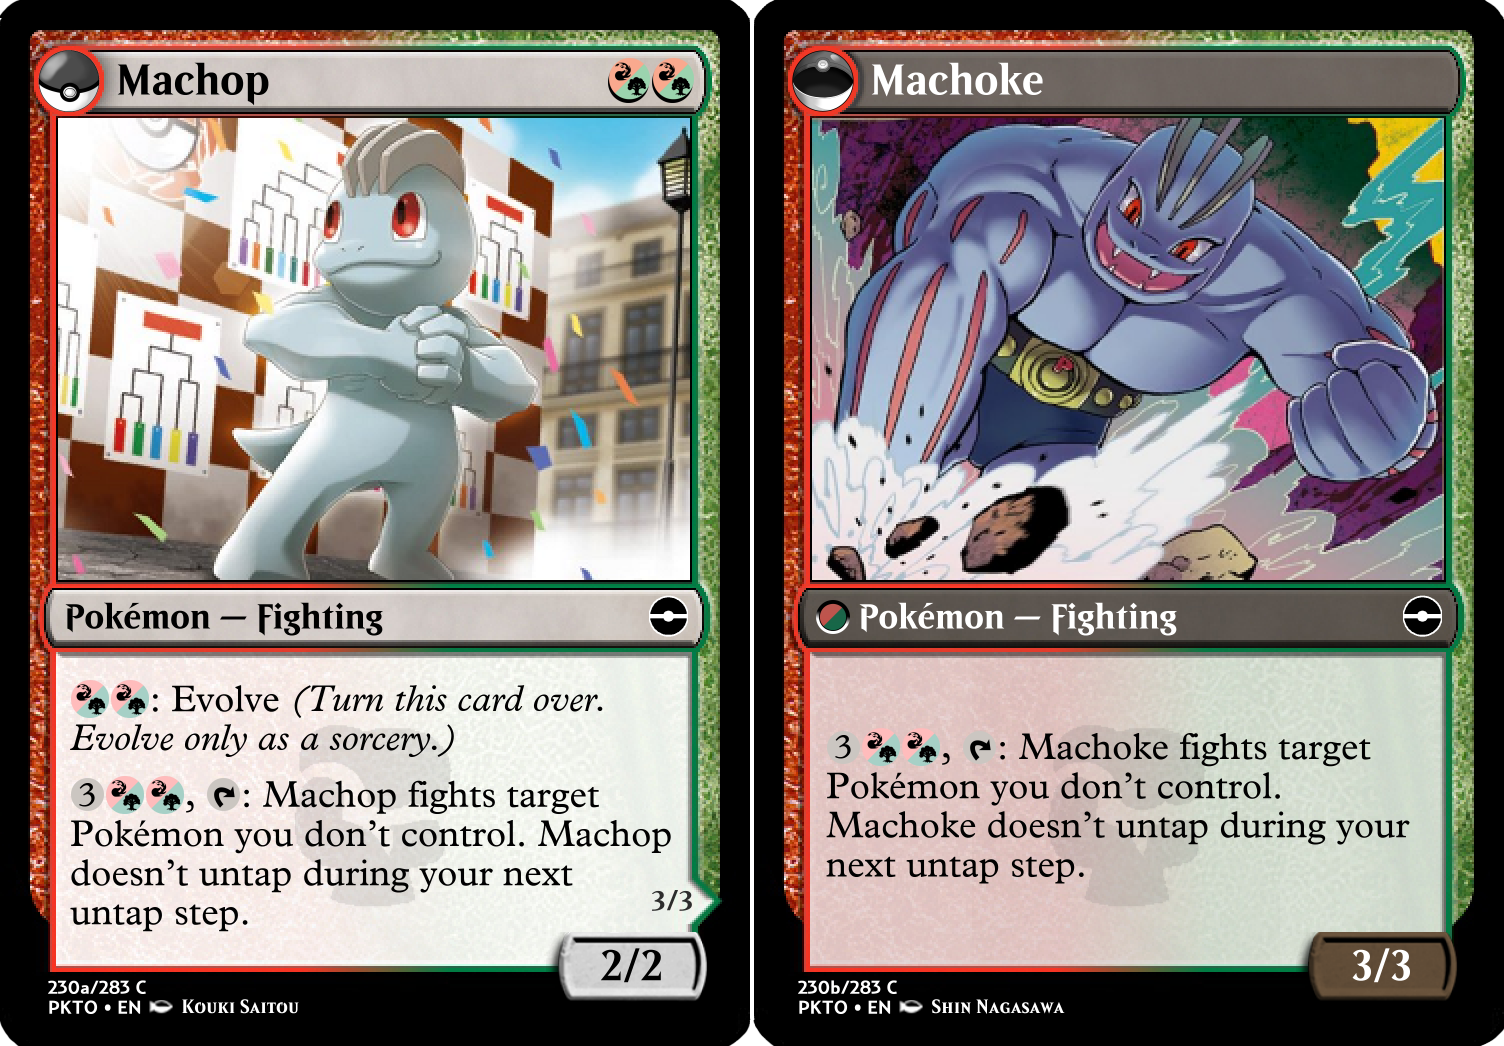 Machop
Pokémon — Fighting
: Evolve (Turn this card over.
Evolve only as a sorcery.)
3, : Machop fights target
Pokémon you don't control. Machop
doesn't untap during your next
untap step.
3/3
2/2
230a/283 C
PKTO • EN Kouki Saitou
Machoke
Pokémon — Fighting
3, : Machoke fights target
Pokémon you don't control.
Machoke doesn't untap during your
next untap step.
3/3
230b/283 C
PKTO • EN Shin Nagasawa